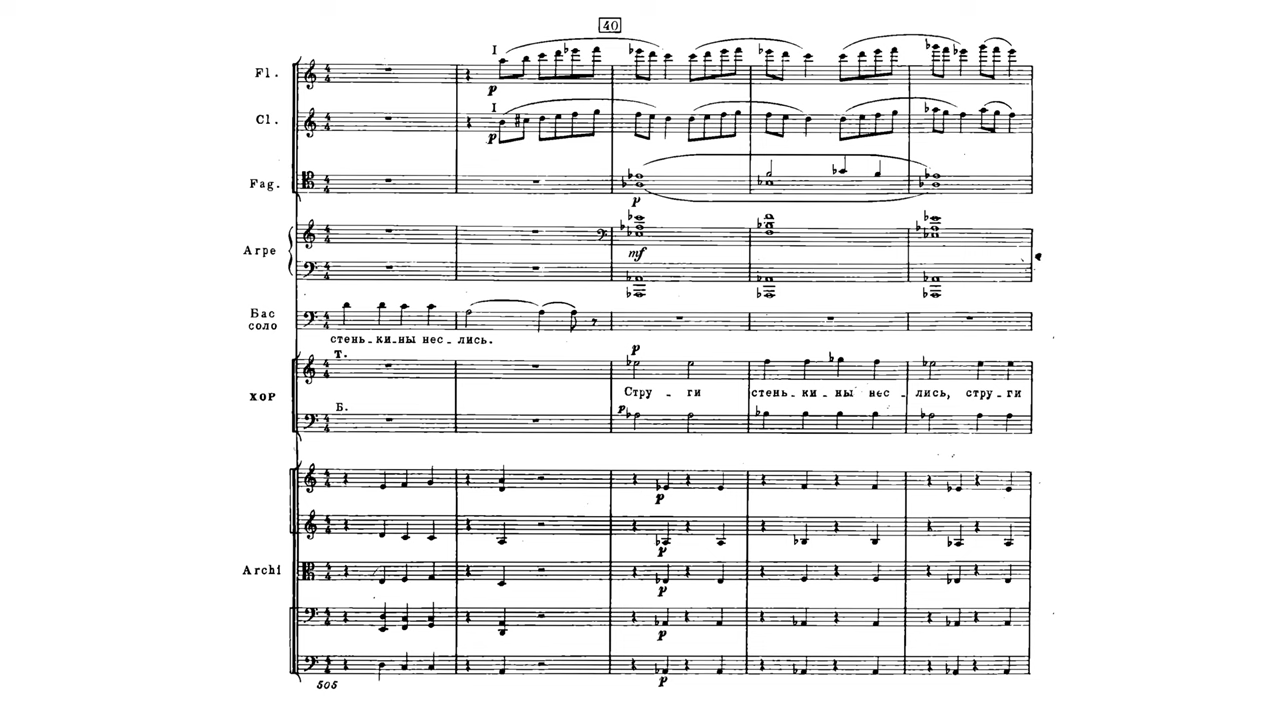 40
I
Fl.
p
I
Cl.
p
Fag.
p
Arpe
mf
Бас
соло
стень-ки-ны нес-лись.
Т.
p
ХОР
Стру-ги стень-ки-ны нес-лись, стру-ги
Б.
p
p
p
Archi
p
p
p
505